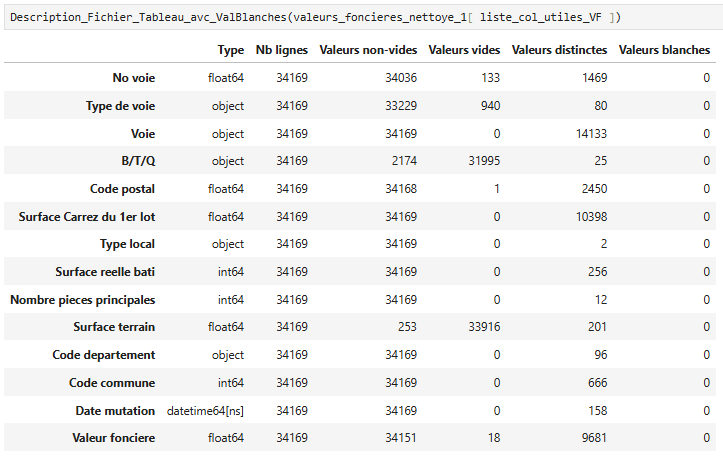 Description_Fichier_Tableau_avc_ValBlanches(valeurs_foncieres_nettoye_1[ liste_col_utiles_VF ])
Type Nb lignes Valeurs non-vides Valeurs vides Valeurs distinctes Valeurs blanches
No voie float64 34169 34036 133 1469 0
Type de voie object 34169 33229 940 80 0
Voie object 34169 34169 0 14133 0
B/T/Q object 34169 2174 31995 25 0
Code postal float64 34169 34168 1 2450 0
Surface Carrez du 1er lot float64 34169 34169 0 10398 0
Type local object 34169 34169 0 2 0
Surface reelle bati int64 34169 34169 0 256 0
Nombre pieces principales int64 34169 34169 0 12 0
Surface terrain float64 34169 253 33916 201 0
Code departement object 34169 34169 0 96 0
Code commune int64 34169 34169 0 666 0
Date mutation datetime64[ns] 34169 34169 0 158 0
Valeur fonciere float64 34169 34151 18 9681 0